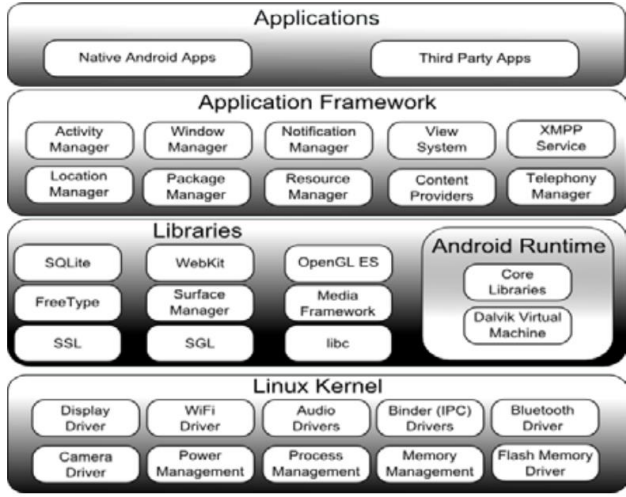 Applications
Native Android Apps
Third Party Apps
Application Framework
Activity
Manager
Window
Manager
Notification
Manager
View
System
XMPP
Service
Location
Manager
Package
Manager
Resource
Manager
Content
Providers
Telephony
Manager
Libraries
SQLite
WebKit
OpenGL ES
FreeType
Surface
Manager
Media
Framework
SSL
SGL
libc
Android Runtime
Core
Libraries
Dalvik Virtual
Machine
Linux Kernel
Display
Driver
WiFi
Driver
Audio
Drivers
Binder (IPC)
Drivers
Bluetooth
Driver
Camera
Driver
Power
Management
Process
Management
Memory
Management
Flash Memory
Driver